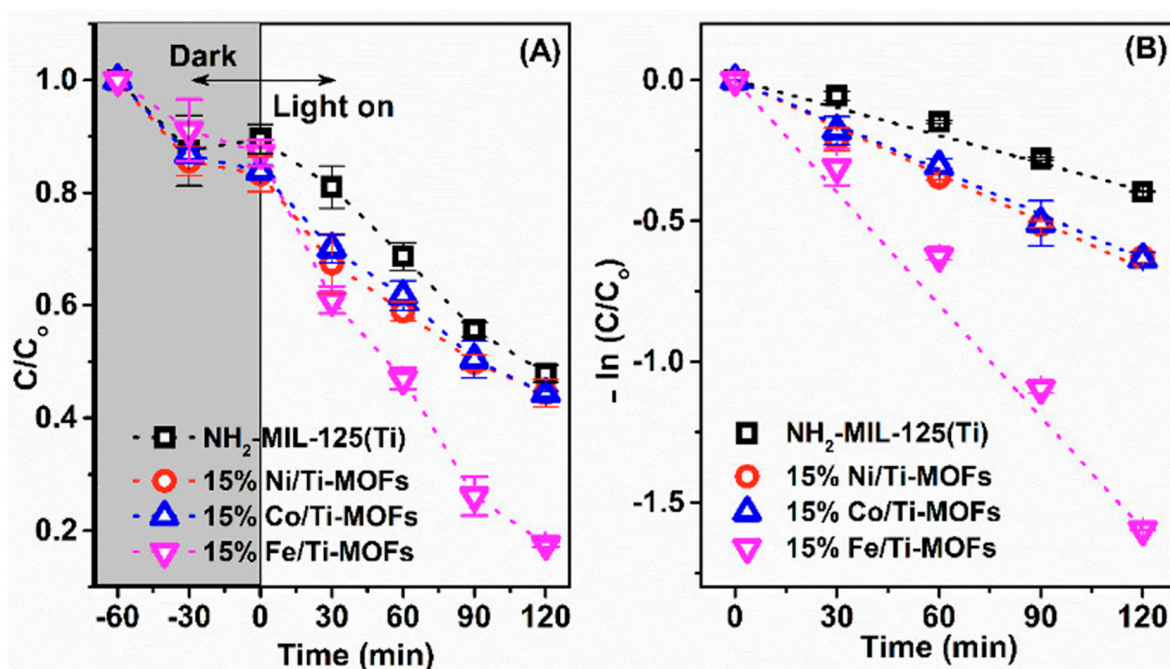 (A)
Dark
Light on
C/C₀
1.0
0.8
0.6
0.4
0.2
NH₂-MIL-125(Ti)
15% Ni/Ti-MOFs
15% Co/Ti-MOFs
15% Fe/Ti-MOFs
-60 -30 0 30 60 90 120
Time (min)
(B)
– ln (C/C₀)
0.0
-0.5
-1.0
-1.5
NH₂-MIL-125(Ti)
15% Ni/Ti-MOFs
15% Co/Ti-MOFs
15% Fe/Ti-MOFs
0 30 60 90 120
Time (min)